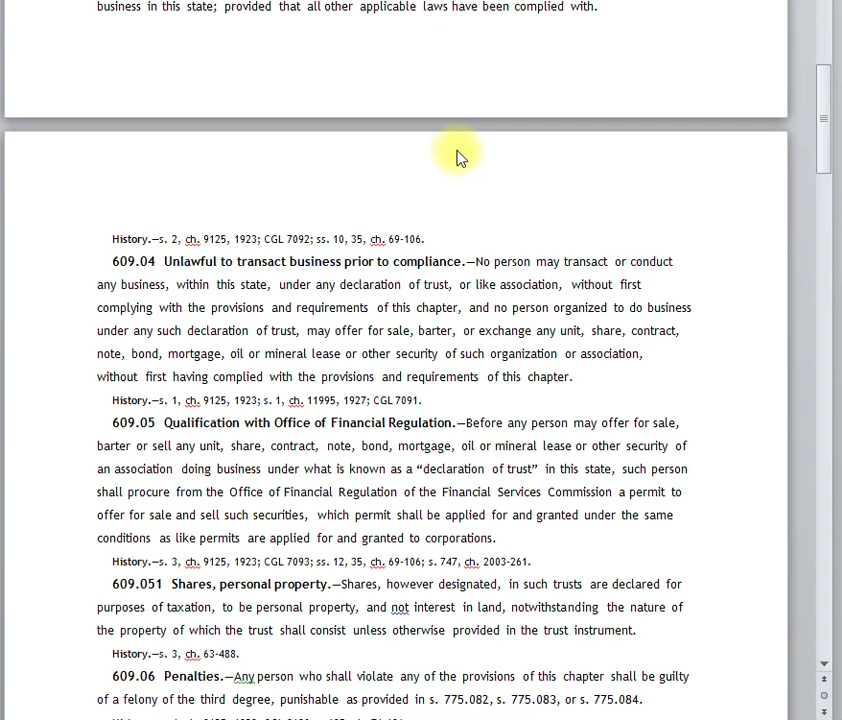 business in this state; provided that all other applicable laws have been complied with.
History.—s. 2, ch. 9125, 1923; CGL 7092; ss. 10, 35, ch. 69-106.
609.04 Unlawful to transact business prior to compliance.—No person may transact or conduct
any business, within this state, under any declaration of trust, or like association, without first
complying with the provisions and requirements of this chapter, and no person organized to do business
under any such declaration of trust, may offer for sale, barter, or exchange any unit, share, contract,
note, bond, mortgage, oil or mineral lease or other security of such organization or association,
without first having complied with the provisions and requirements of this chapter.
History.—s. 1, ch. 9125, 1923; s. 1, ch. 11995, 1927; CGL 7091.
609.05 Qualification with Office of Financial Regulation.—Before any person may offer for sale,
barter or sell any unit, share, contract, note, bond, mortgage, oil or mineral lease or other security of
an association doing business under what is known as a “declaration of trust” in this state, such person
shall procure from the Office of Financial Regulation of the Financial Services Commission a permit to
offer for sale and sell such securities, which permit shall be applied for and granted under the same
conditions as like permits are applied for and granted to corporations.
History.—s. 3, ch. 9125, 1923; CGL 7093; ss. 12, 35, ch. 69-106; s. 747, ch. 2003-261.
609.051 Shares, personal property.—Shares, however designated, in such trusts are declared for
purposes of taxation, to be personal property, and not interest in land, notwithstanding the nature of
the property of which the trust shall consist unless otherwise provided in the trust instrument.
History.—s. 3, ch. 63-488.
609.06 Penalties.—Any person who shall violate any of the provisions of this chapter shall be guilty
of a felony of the third degree, punishable as provided in s. 775.082, s. 775.083, or s. 775.084.